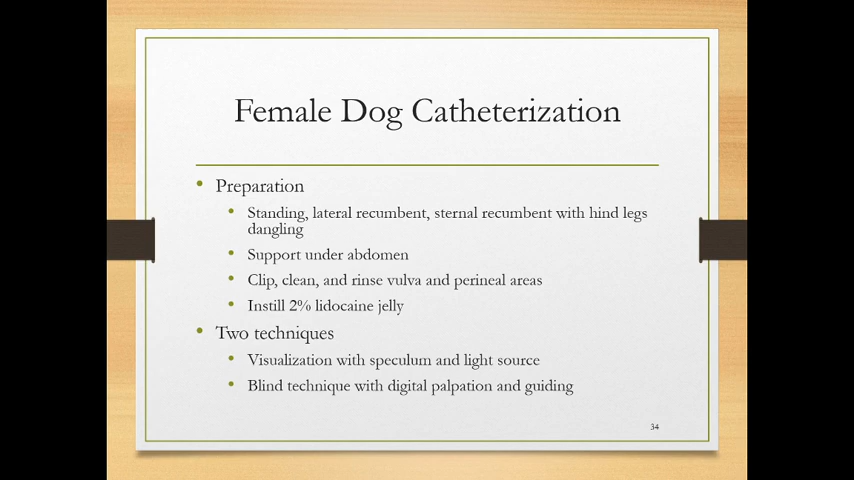 Female Dog Catheterization
• Preparation
• Standing, lateral recumbent, sternal recumbent with hind legs
dangling
• Support under abdomen
• Clip, clean, and rinse vulva and perineal areas
• Instill 2% lidocaine jelly
• Two techniques
• Visualization with speculum and light source
• Blind technique with digital palpation and guiding
34